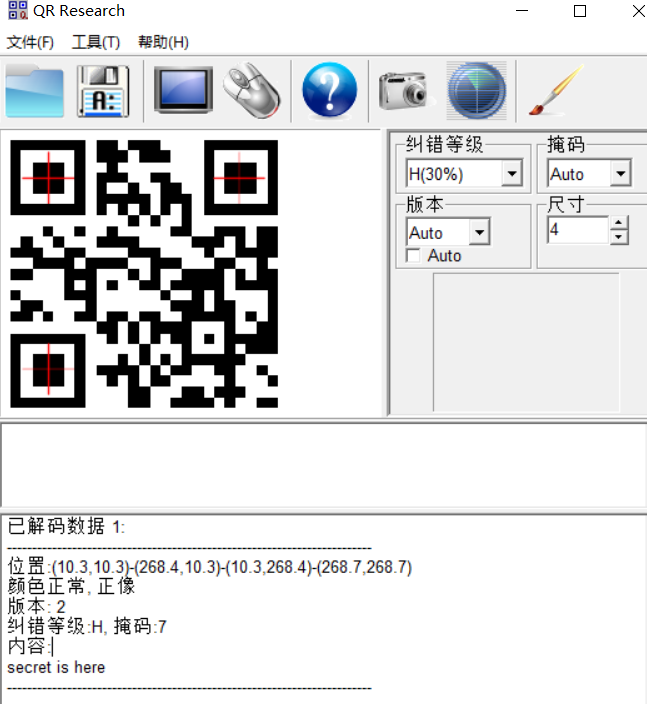 QR Research
文件(F) 工具(T) 帮助(H)
A:
?
纠错等级 掩码
H(30%) Auto
版本 尺寸
Auto 4
Auto
已解码数据 1:
---------------------------------------------------------------------------
位置:(10.3,10.3)-(268.4,10.3)-(10.3,268.4)-(268.7,268.7)
颜色正常, 正像
版本: 2
纠错等级:H, 掩码:7
内容:
secret is here
---------------------------------------------------------------------------